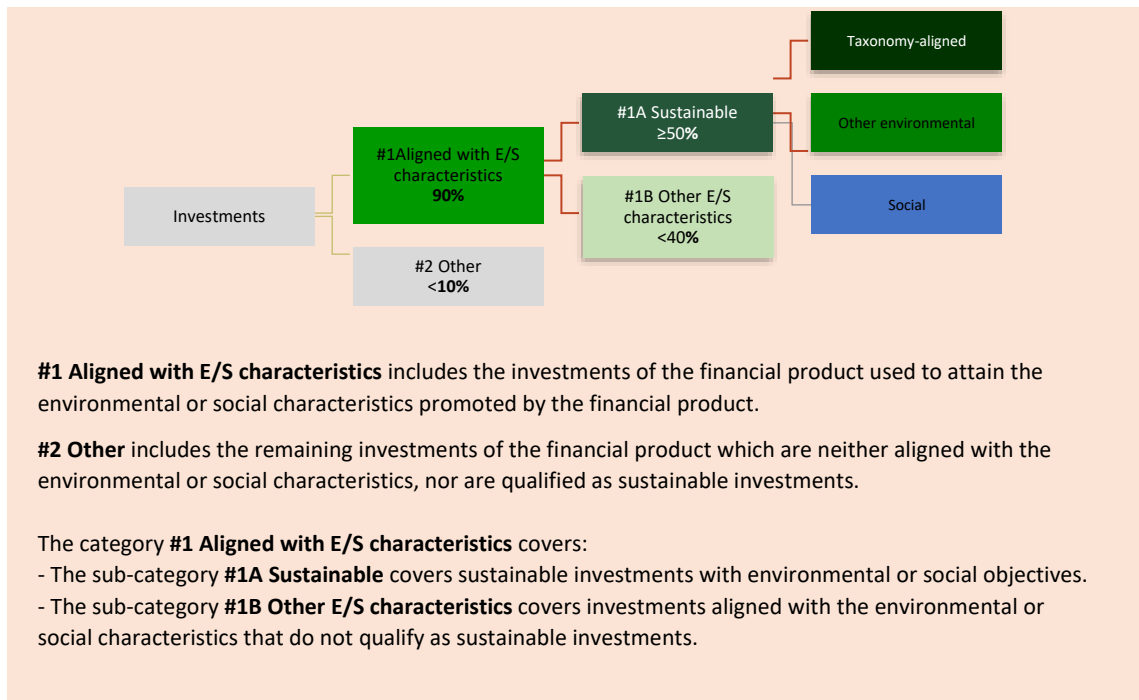 Taxonomy-aligned
#1A Sustainable
≥50%
Other environmental
#1Aligned with E/S
characteristics
90%
#1B Other E/S
characteristics
<40%
Social
Investments
#2 Other
<10%
#1 Aligned with E/S characteristics includes the investments of the financial product used to attain the
environmental or social characteristics promoted by the financial product.
#2 Other includes the remaining investments of the financial product which are neither aligned with the
environmental or social characteristics, nor are qualified as sustainable investments.
The category #1 Aligned with E/S characteristics covers:
- The sub-category #1A Sustainable covers sustainable investments with environmental or social objectives.
- The sub-category #1B Other E/S characteristics covers investments aligned with the environmental or
social characteristics that do not qualify as sustainable investments.